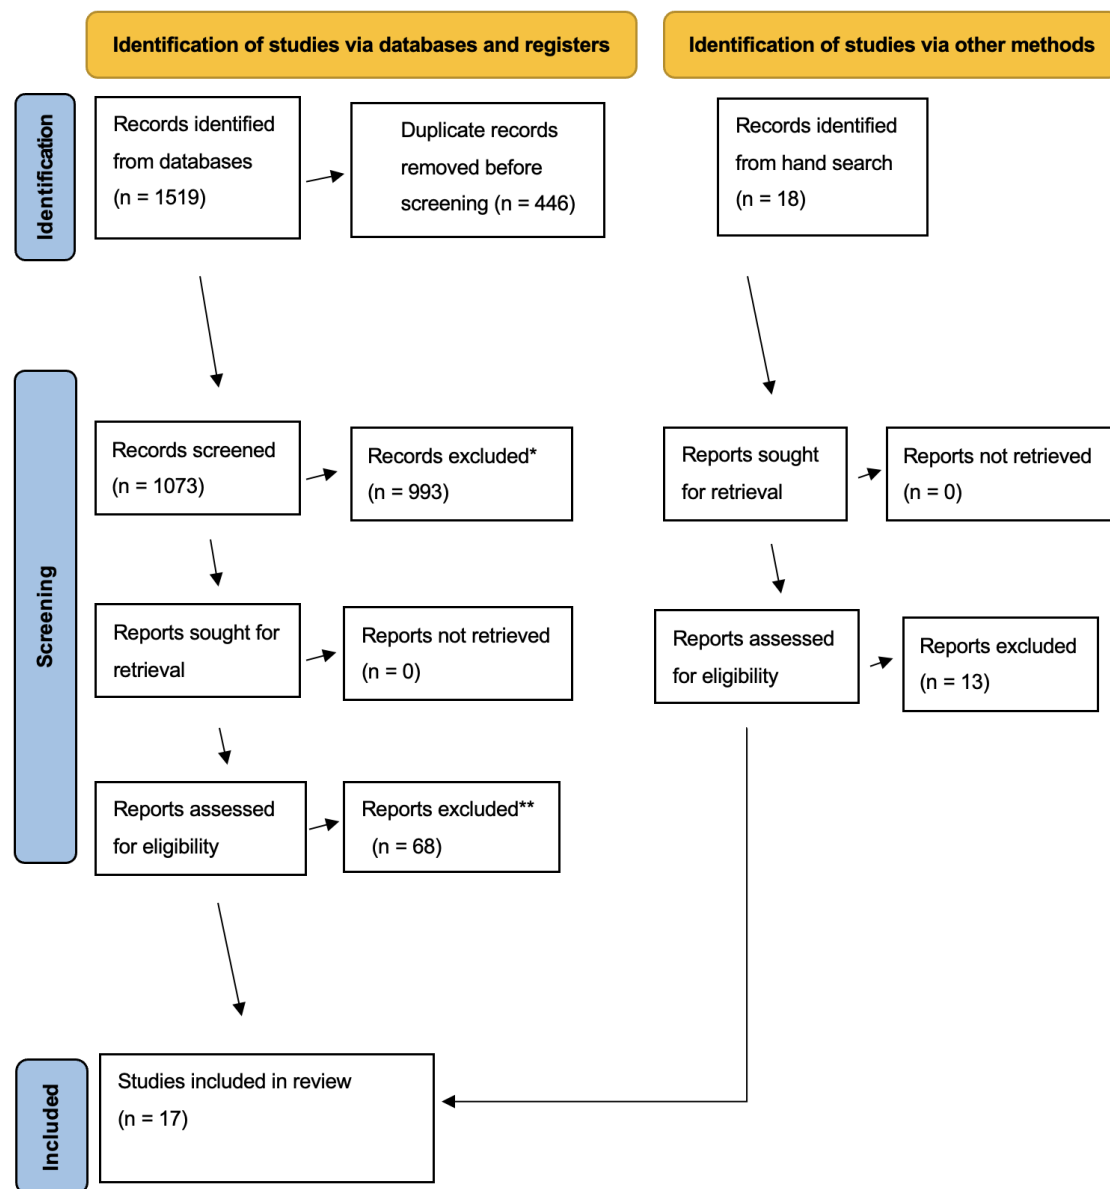 Identification of studies via databases and registers
Identification of studies via other methods
Identification
Records identified
from databases
(n = 1519)
Duplicate records
removed before
screening (n = 446)
Records identified
from hand search
(n = 18)
Screening
Records screened
(n = 1073)
Records excluded*
(n = 993)
Reports sought
for retrieval
Reports not retrieved
(n = 0)
Reports sought for
retrieval
Reports not retrieved
(n = 0)
Reports assessed
for eligibility
Reports excluded
(n = 13)
Reports assessed
for eligibility
Reports excluded**
(n = 68)
Included
Studies included in review
(n = 17)